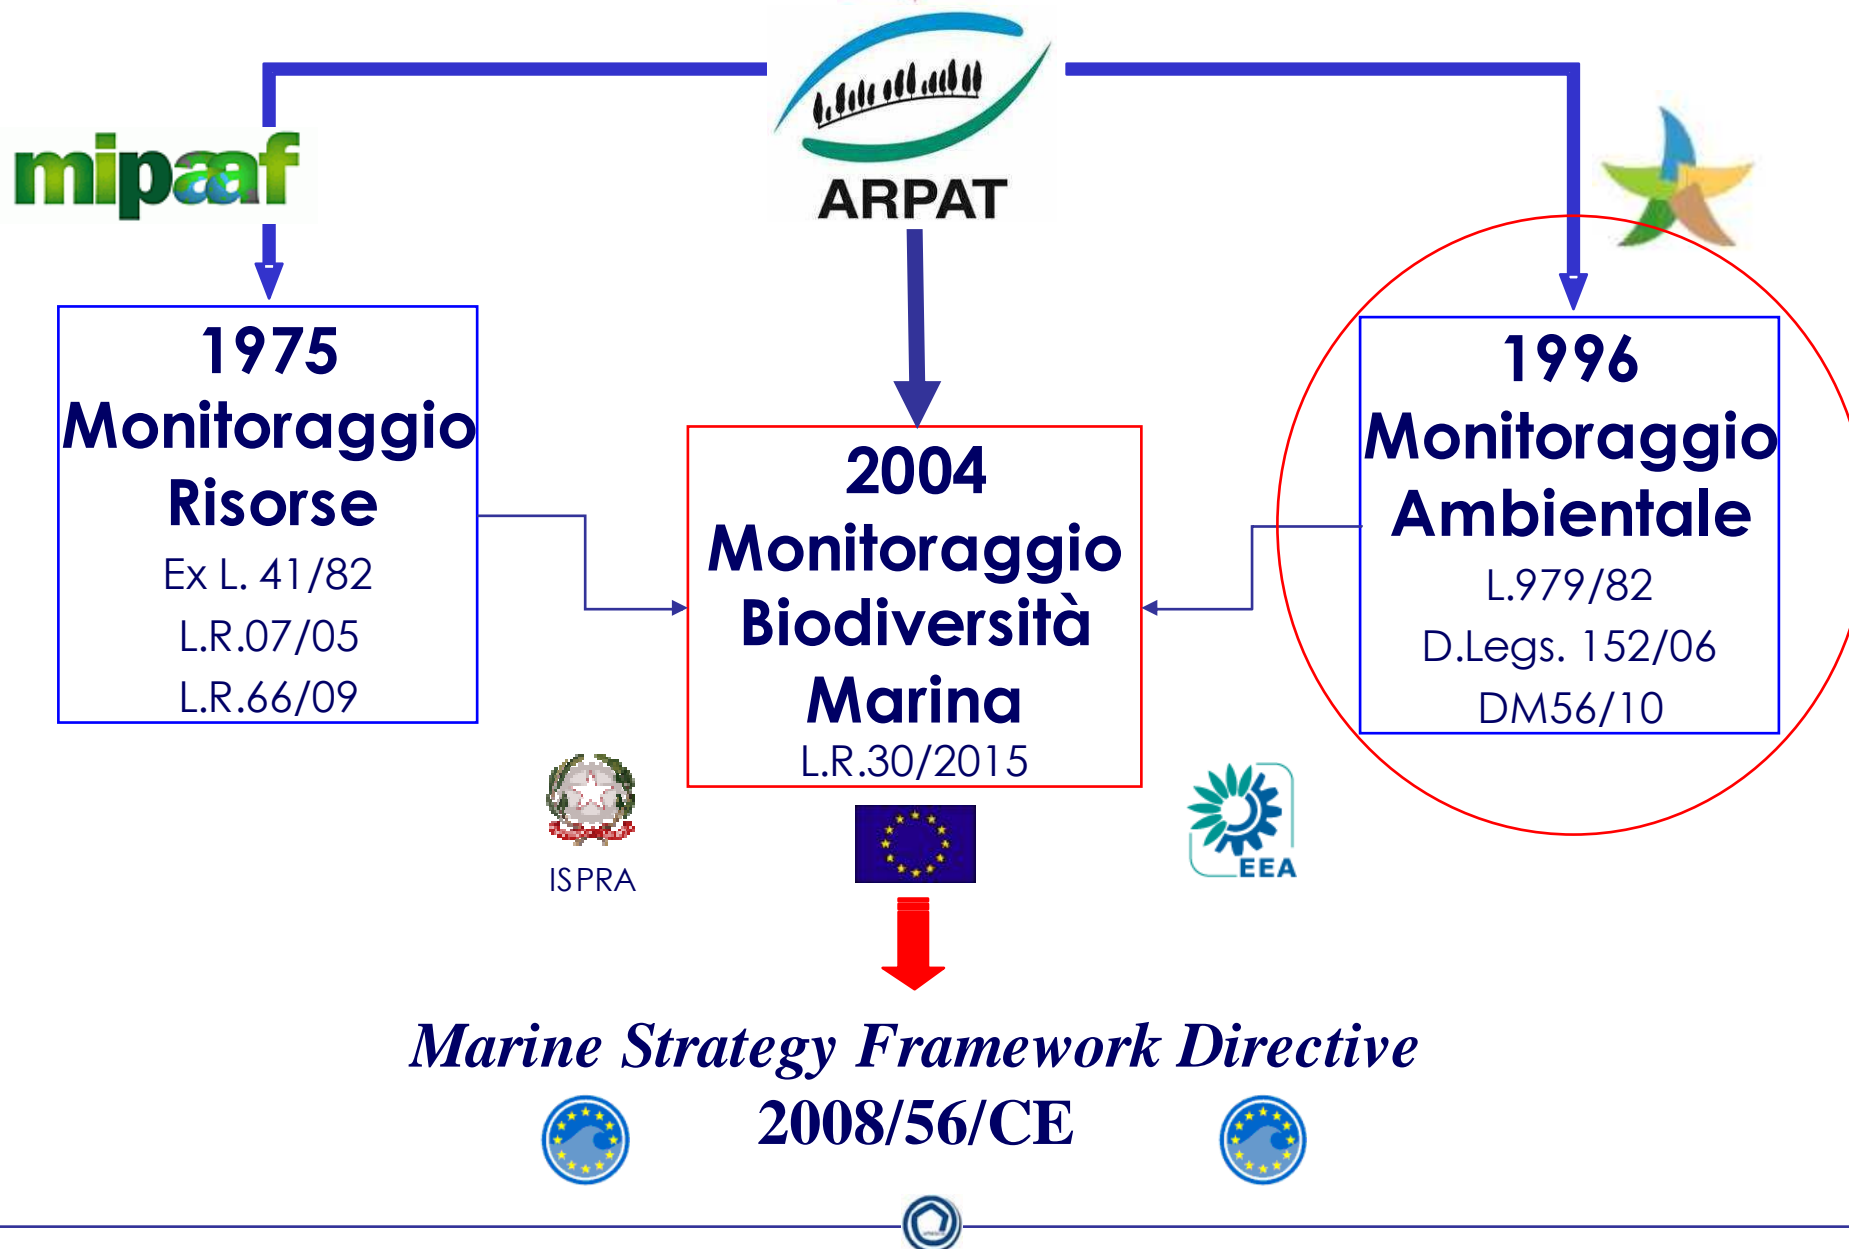 mipaaf
ARPAT
1975
Monitoraggio
Risorse
Ex L. 41/82
L.R.07/05
L.R.66/09
2004
Monitoraggio
Biodiversità
Marina
L.R.30/2015
1996
Monitoraggio
Ambientale
L.979/82
D.Legs. 152/06
DM56/10
ISPRA
EEA
Marine Strategy Framework Directive
2008/56/CE